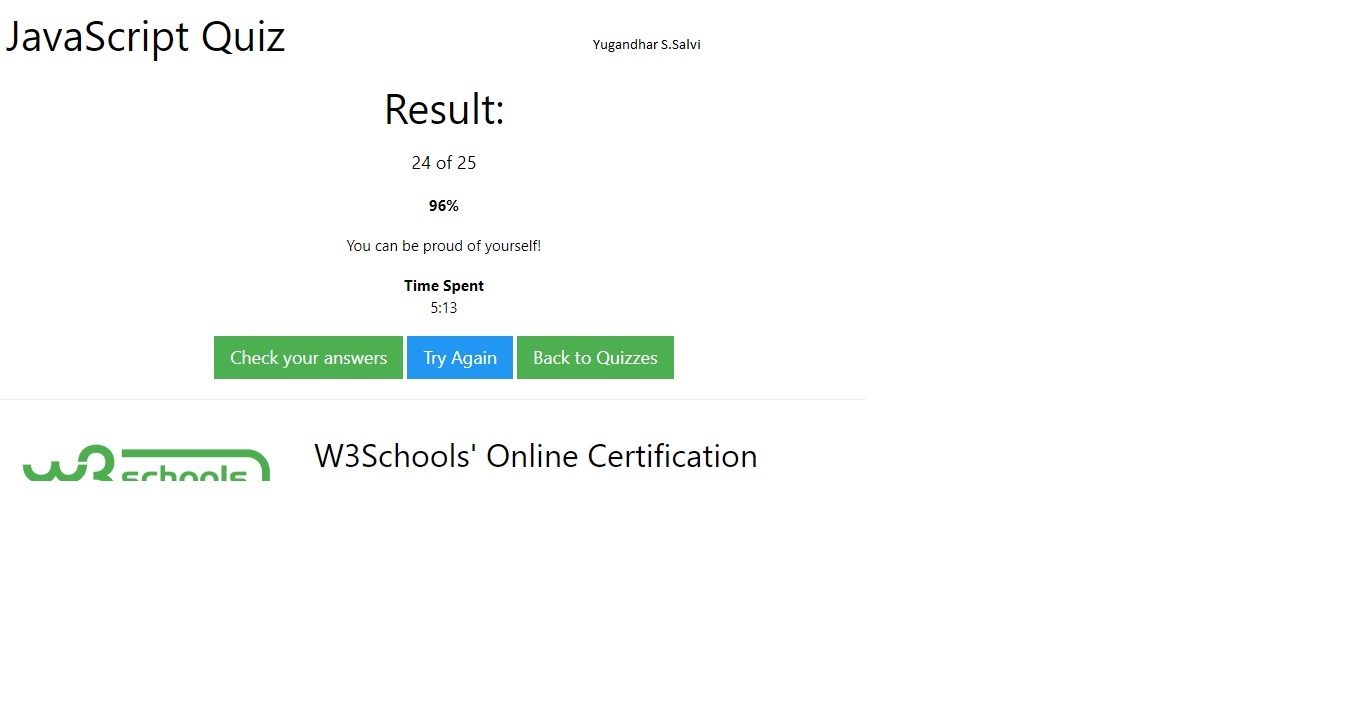 JavaScript Quiz
Yugandhar S.Salvi
Result:
24 of 25
96%
You can be proud of yourself!
Time Spent
5:13
Check your answers
Try Again
Back to Quizzes
w3schools
W3Schools' Online Certification